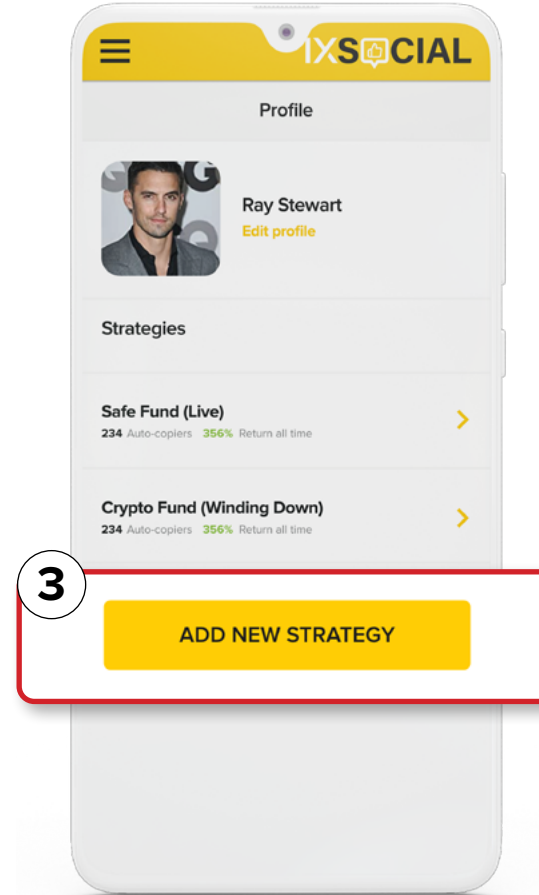 IXSOCIAL
Profile
Ray Stewart
Edit profile
Strategies
Safe Fund (Live)
234 Auto-copiers 356% Return all time
Crypto Fund (Winding Down)
234 Auto-copiers 356% Return all time
3
ADD NEW STRATEGY